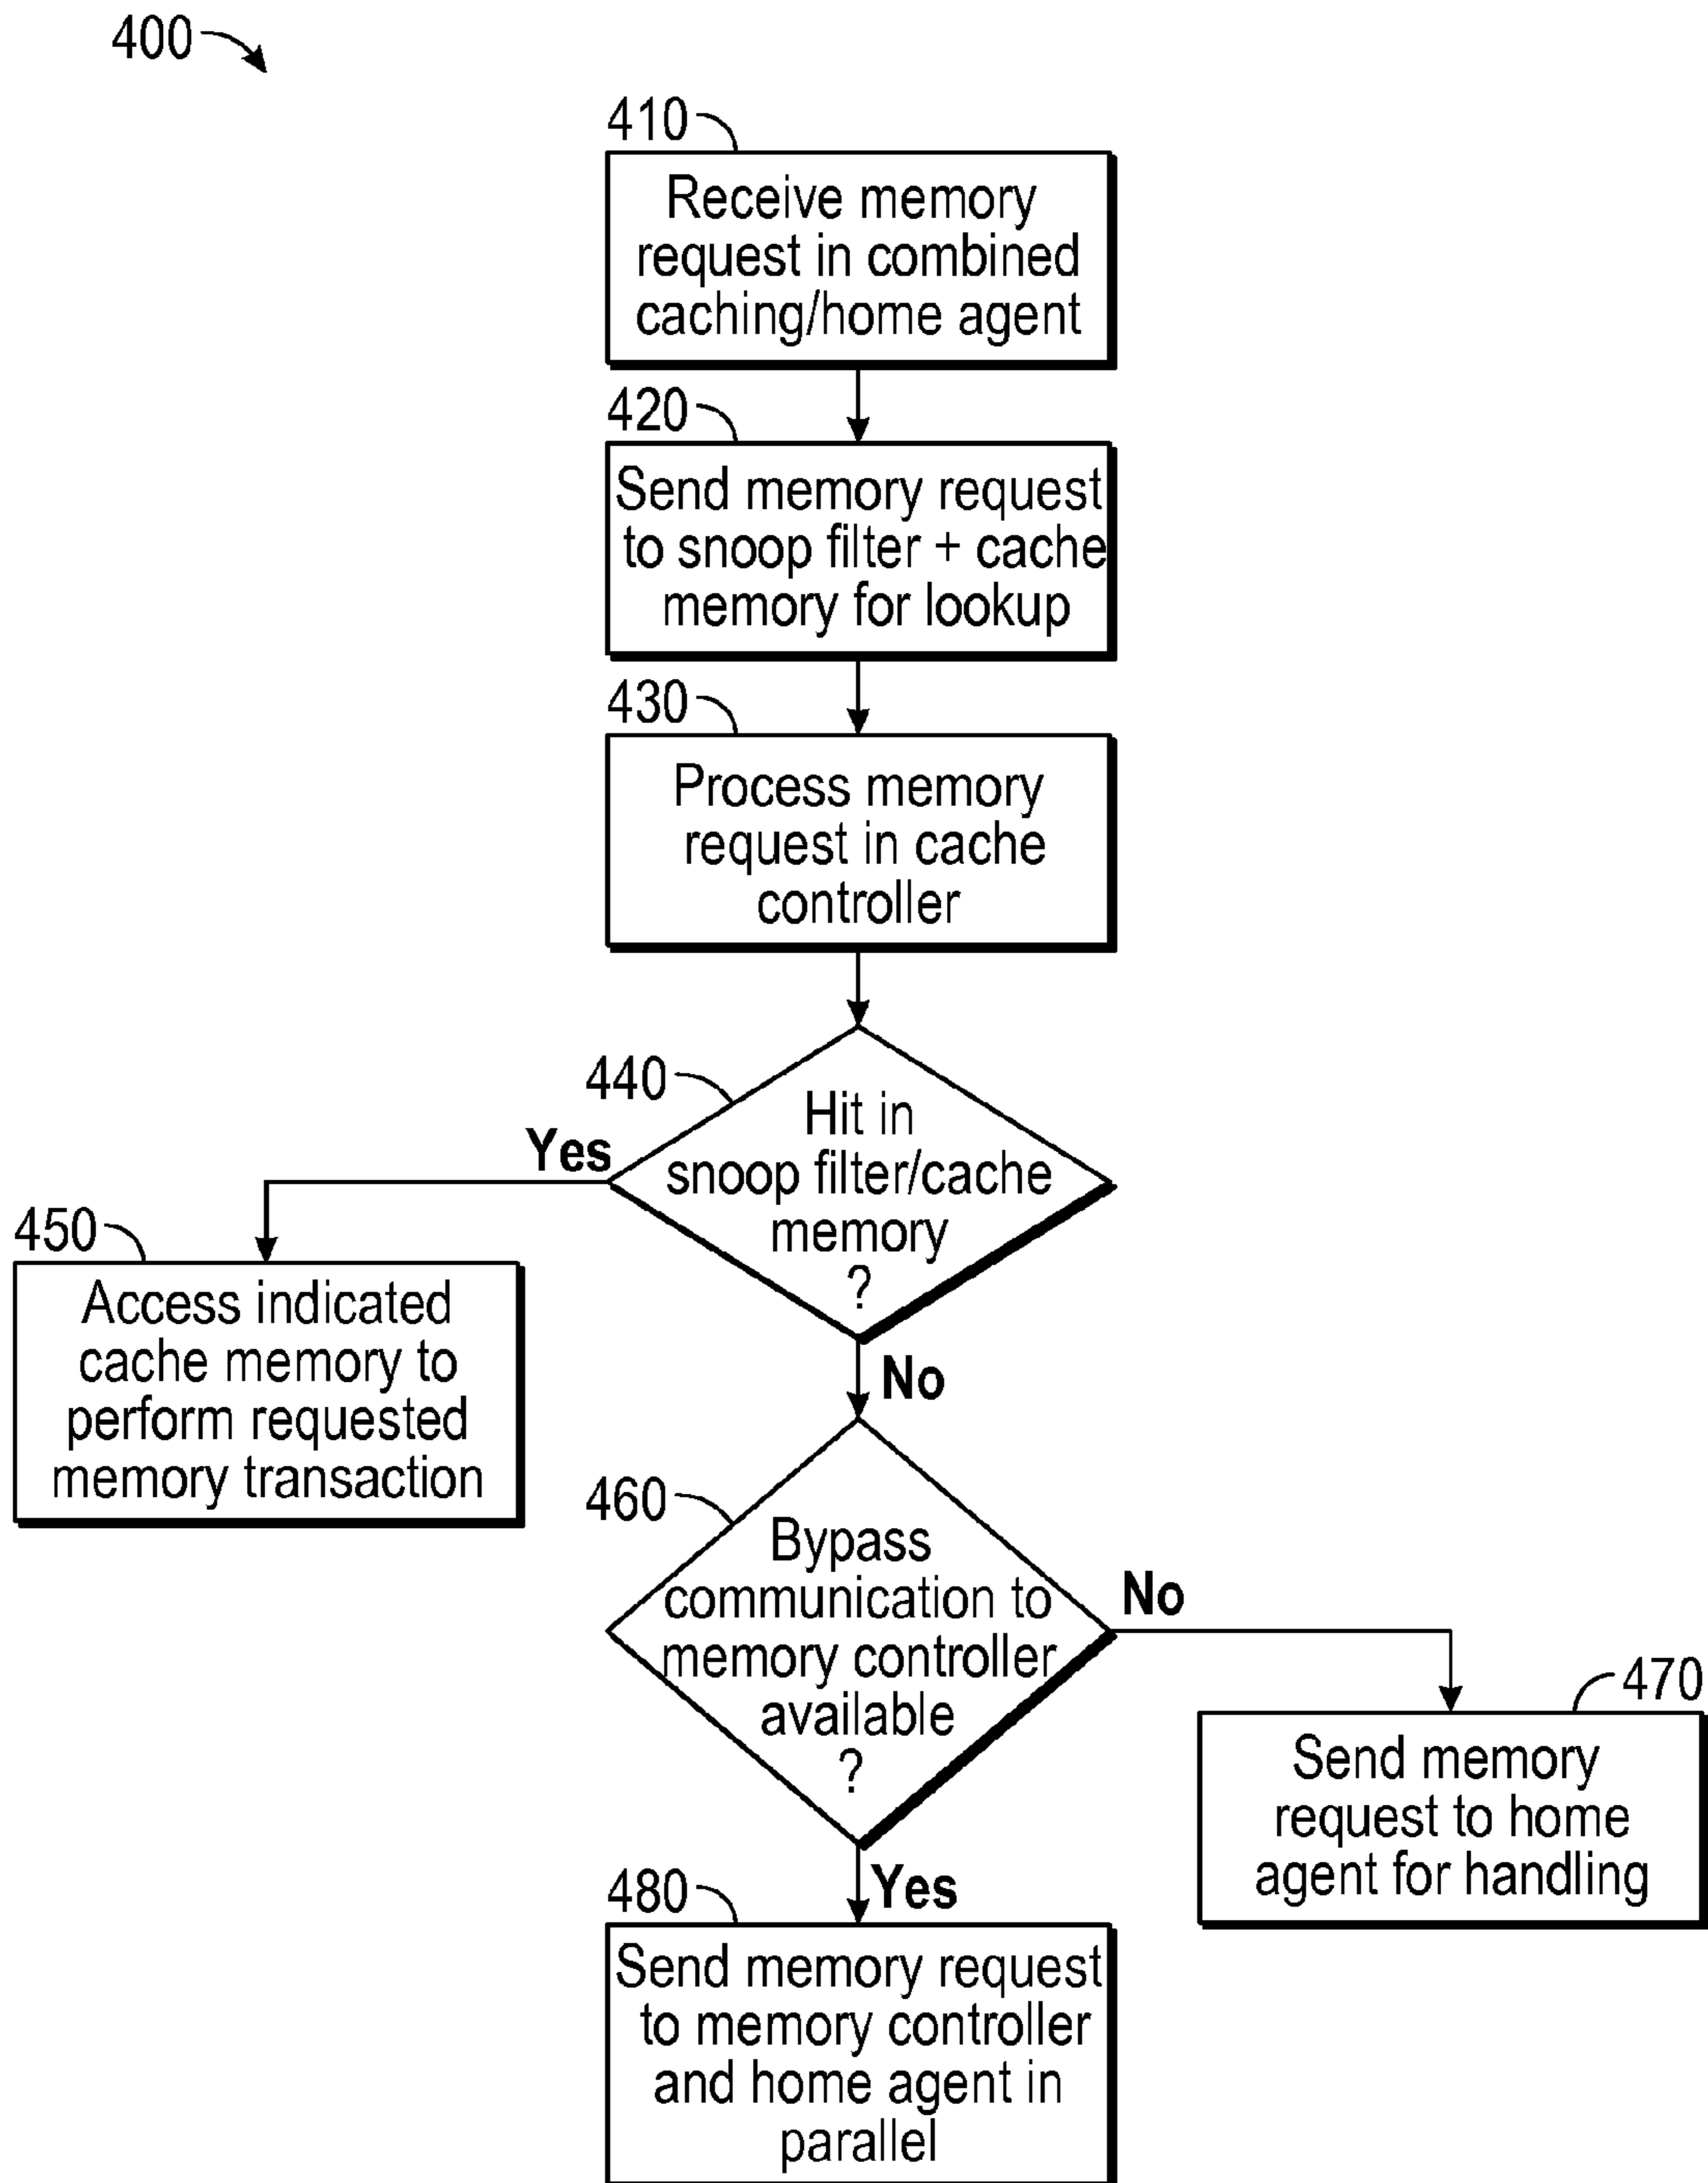 400
410
Receive memory
request in combined
caching/home agent
420
Send memory request
to snoop filter + cache
memory for lookup
430
Process memory
request in cache
controller
440
Hit in
snoop filter/cache
memory
?
Yes
No
450
Access indicated
cache memory to
perform requested
memory transaction
460
Bypass
communication to
memory controller
available
?
No
Yes
470
Send memory
request to home
agent for handling
480
Send memory request
to memory controller
and home agent in
parallel